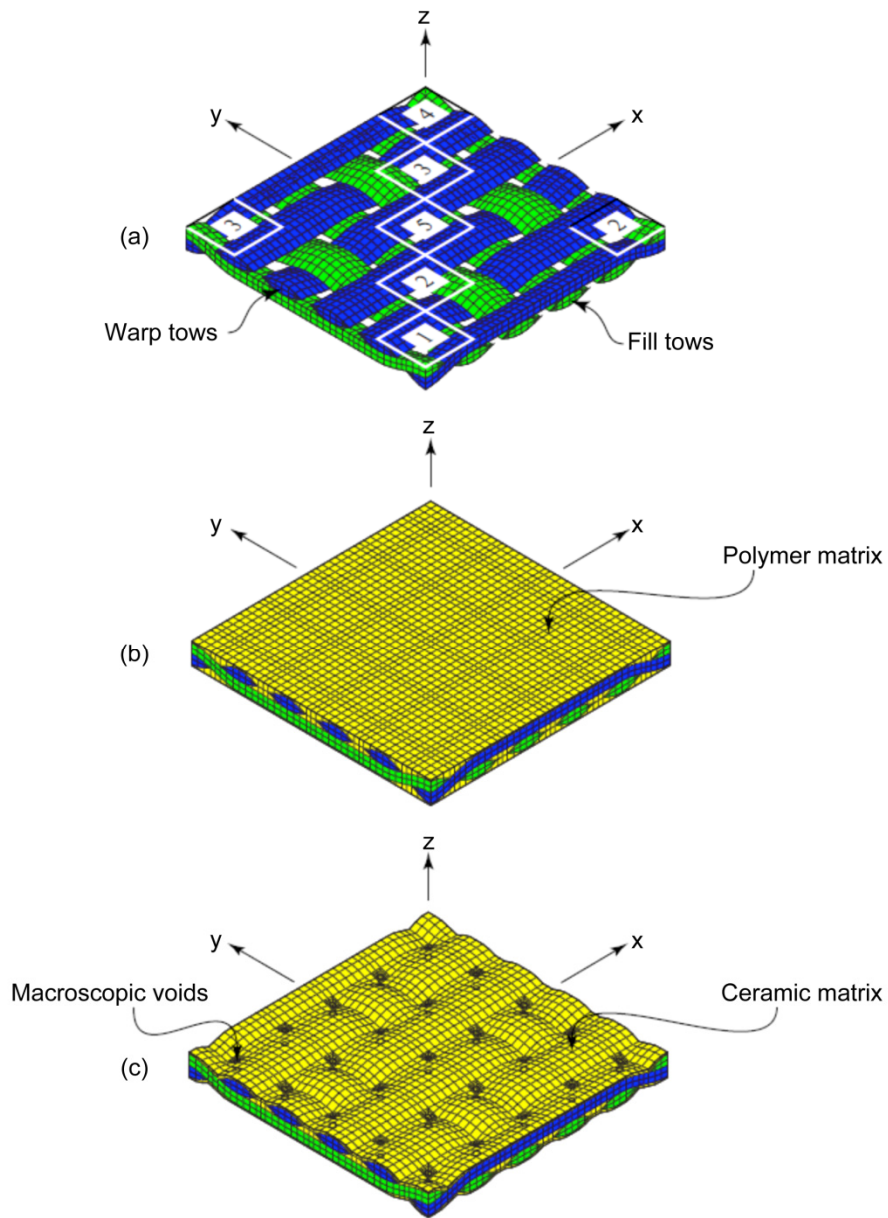 z
y
x
4
3
3
5
2
2
1
(a)
Warp tows
Fill tows
z
y
x
Polymer matrix
(b)
z
y
x
Macroscopic voids
Ceramic matrix
(c)